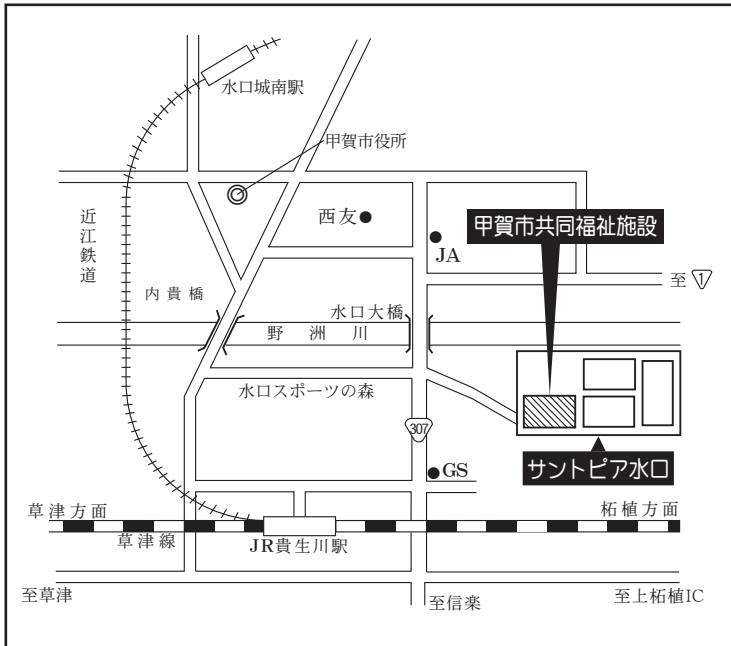 水口城南駅
甲賀市役所
近江鉄道
西友
甲賀市共同福祉施設
JA
至 1
内貴橋
水口大橋
野洲川
水口スポーツの森
307
GS
サントピア水口
草津方面
柘植方面
草津線
JR貴生川駅
至草津
至信楽
至上柘植IC